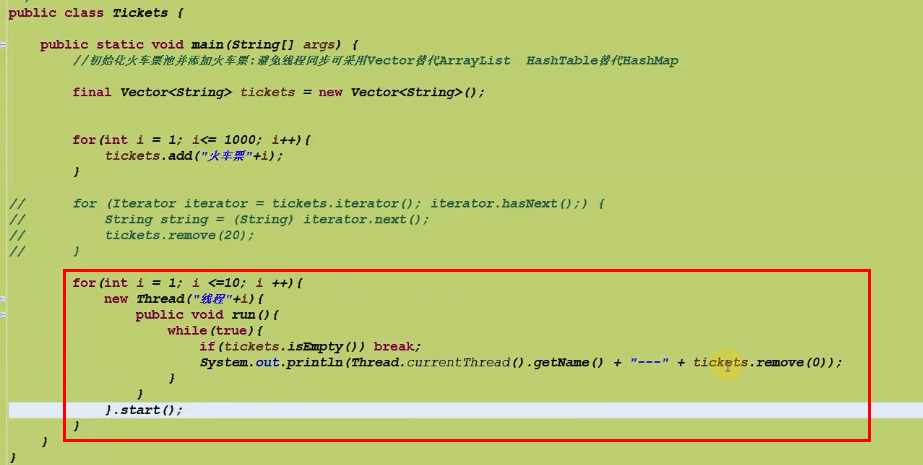 public class Tickets {
public static void main(String[] args) {
//初始化火车票池并添加火车票:避免线程同步可采用Vector替代ArrayList HashTable替代HashMap
final Vector<String> tickets = new Vector<String>();
for(int i = 1; i<= 1000; i++){
tickets.add("火车票"+i);
}
// for (Iterator iterator = tickets.iterator(); iterator.hasNext();) {
// String string = (String) iterator.next();
// tickets.remove(20);
// }
for(int i = 1; i <=10; i ++){
new Thread("线程"+i){
public void run(){
while(true){
if(tickets.isEmpty()) break;
System.out.println(Thread.currentThread().getName() + "---" + tickets.remove(0));
}
}
}.start();
}
}
}